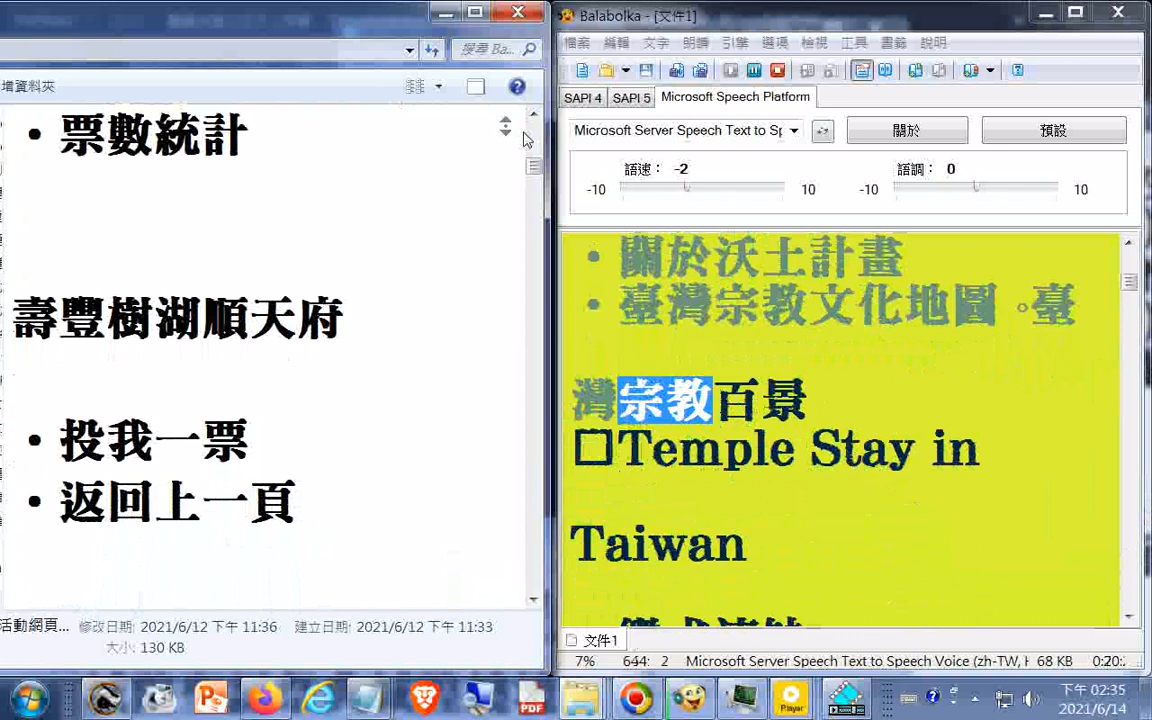 搜尋 Ba...
增資料夾
• 票數統計
壽豐樹湖順天府
• 投我一票
• 返回上一頁
活動網頁... 修改日期: 2021/6/12 下午 11:36 建立日期: 2021/6/12 下午 11:33
大小: 130 KB
Balabolka - [文件1]
檔案 編輯 文字 朗讀 引擎 選項 檢視 工具 書籤 說明
SAPI 4 SAPI 5 Microsoft Speech Platform
Microsoft Server Speech Text to Sp 關於 預設
語速： -2 語調： 0
-10 10 -10 10
• 關於沃土計畫
• 臺灣宗教文化地圖。臺
灣宗教百景
□Temple Stay in
Taiwan
文件1
7% 644: 2 Microsoft Server Speech Text to Speech Voice (zh-TW, H 68 KB 0:20:
PDF
Player
下午 02:35
2021/6/14